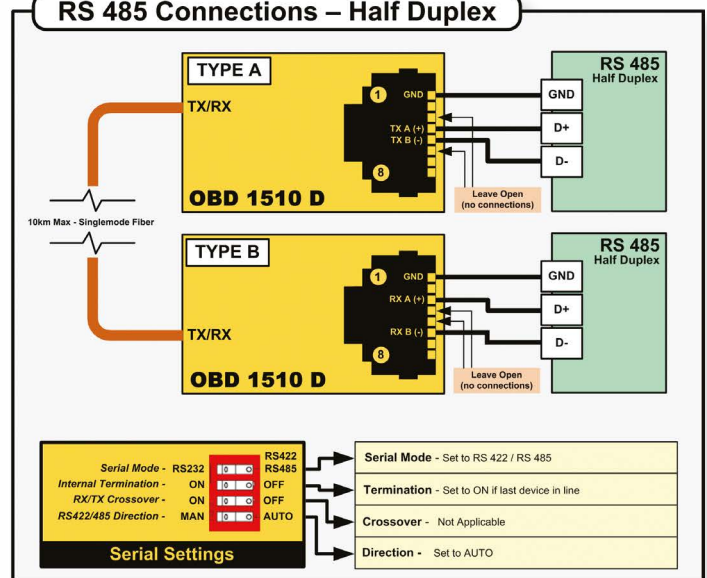 RS 485 Connections – Half Duplex
TYPE A
TX/RX
1
GND
TX A (+)
TX B (-)
8
OBD 1510 D
RS 485
Half Duplex
GND
D+
D-
Leave Open
(no connections)
10km Max - Singlemode Fiber
TYPE B
TX/RX
1
GND
RX A (+)
RX B (-)
8
OBD 1510 D
RS 485
Half Duplex
GND
D+
D-
Leave Open
(no connections)
RS422
Serial Mode - RS232 RS485
Internal Termination - ON OFF
RX/TX Crossover - ON OFF
RS422/485 Direction - MAN AUTO
Serial Settings
Serial Mode - Set to RS 422 / RS 485
Termination - Set to ON if last device in line
Crossover - Not Applicable
Direction - Set to AUTO